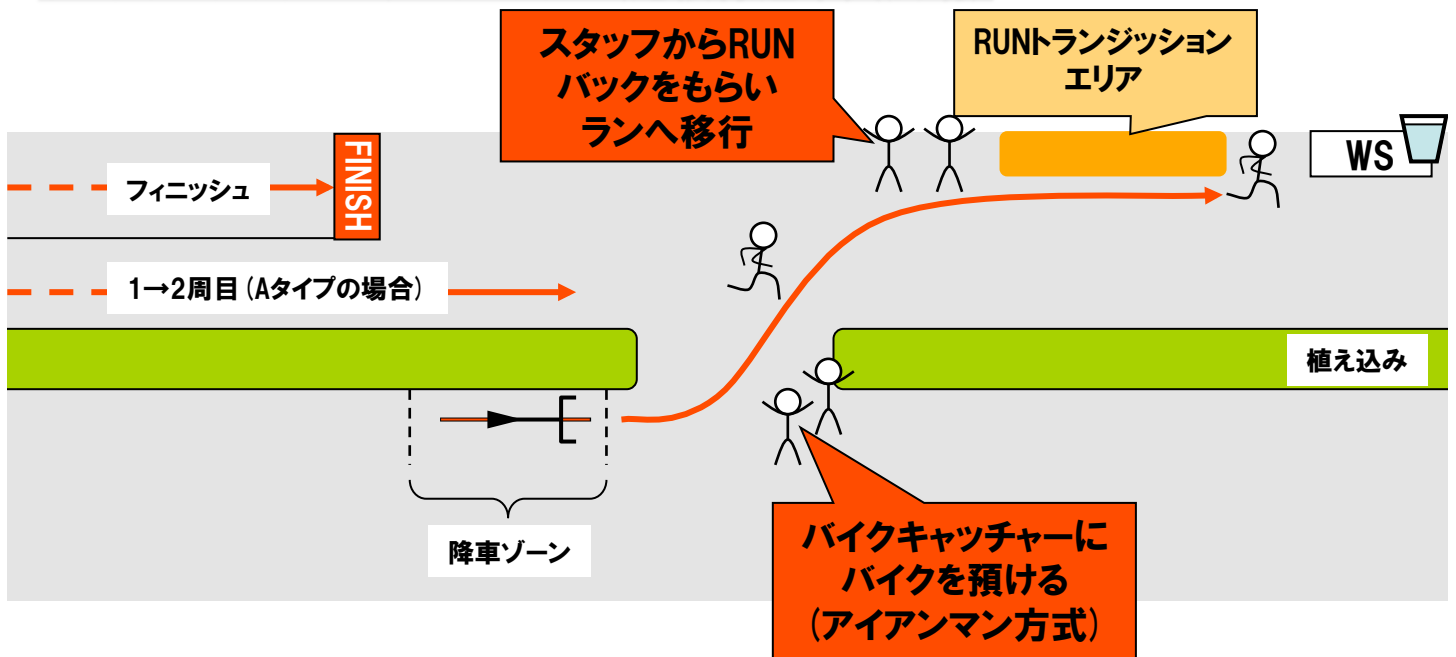 スタッフからRUN
バックをもらい
ランへ移行
RUNトランジッション
エリア
フィニッシュ
FINISH
WS
1→2周目(Aタイプの場合)
植え込み
降車ゾーン
バイクキャッチャーに
バイクを預ける
(アイアンマン方式)